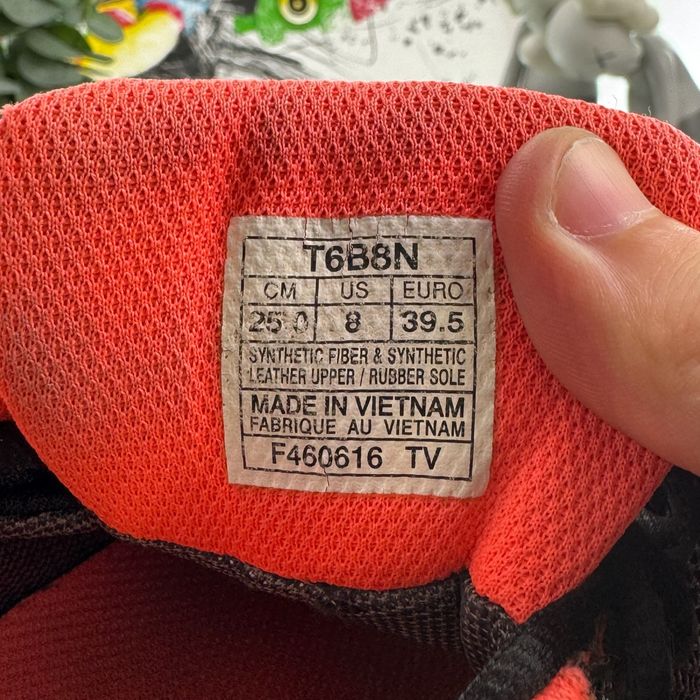 T6B8N
CM US EURO
25.0 8 39.5
SYNTHETIC FIBER & SYNTHETIC
LEATHER UPPER / RUBBER SOLE
MADE IN VIETNAM
FABRIQUE AU VIETNAM
F460616 TV